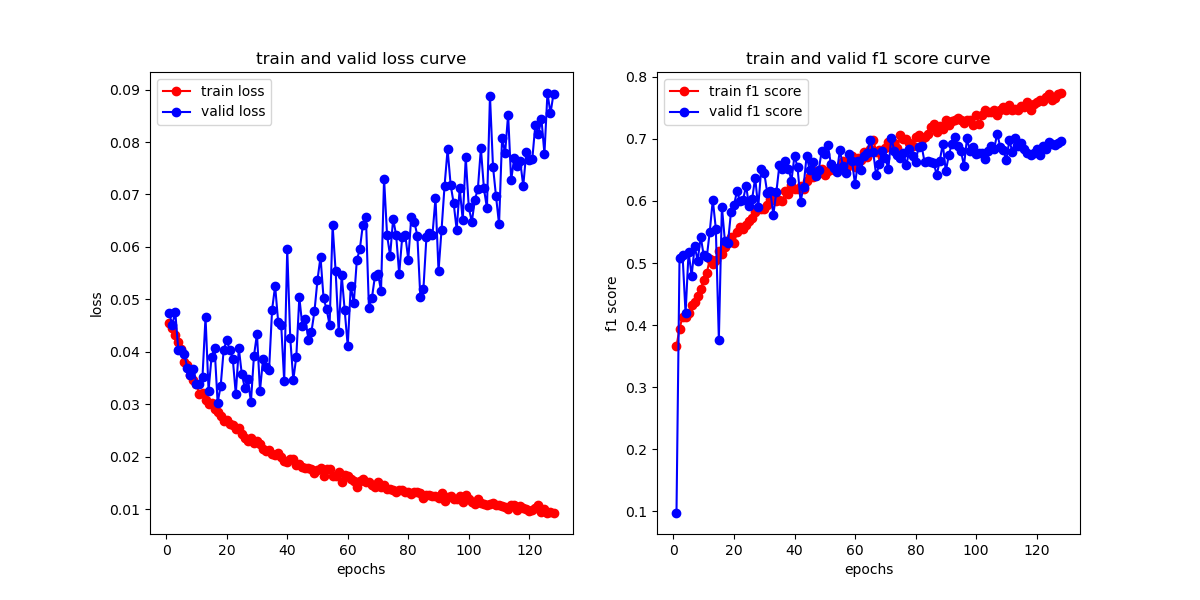 train and valid loss curve
train loss
valid loss
0.09
0.08
0.07
0.06
0.05
0.04
0.03
0.02
0.01
loss
0 20 40 60 80 100 120
epochs
train and valid f1 score curve
train f1 score
valid f1 score
0.8
0.7
0.6
0.5
0.4
0.3
0.2
0.1
f1 score
0 20 40 60 80 100 120
epochs